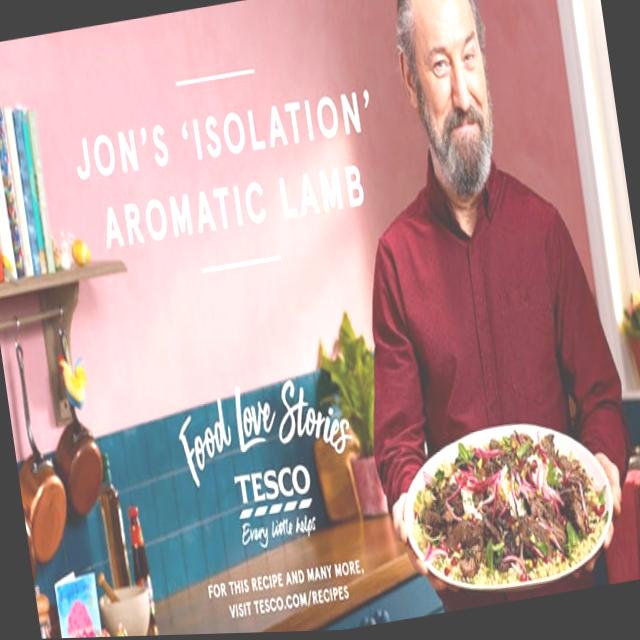 JON'S 'ISOLATION'
AROMATIC LAMB
Food Love Stories
TESCO
Every little helps
FOR THIS RECIPE AND MANY MORE,
VISIT TESCO.COM/RECIPES